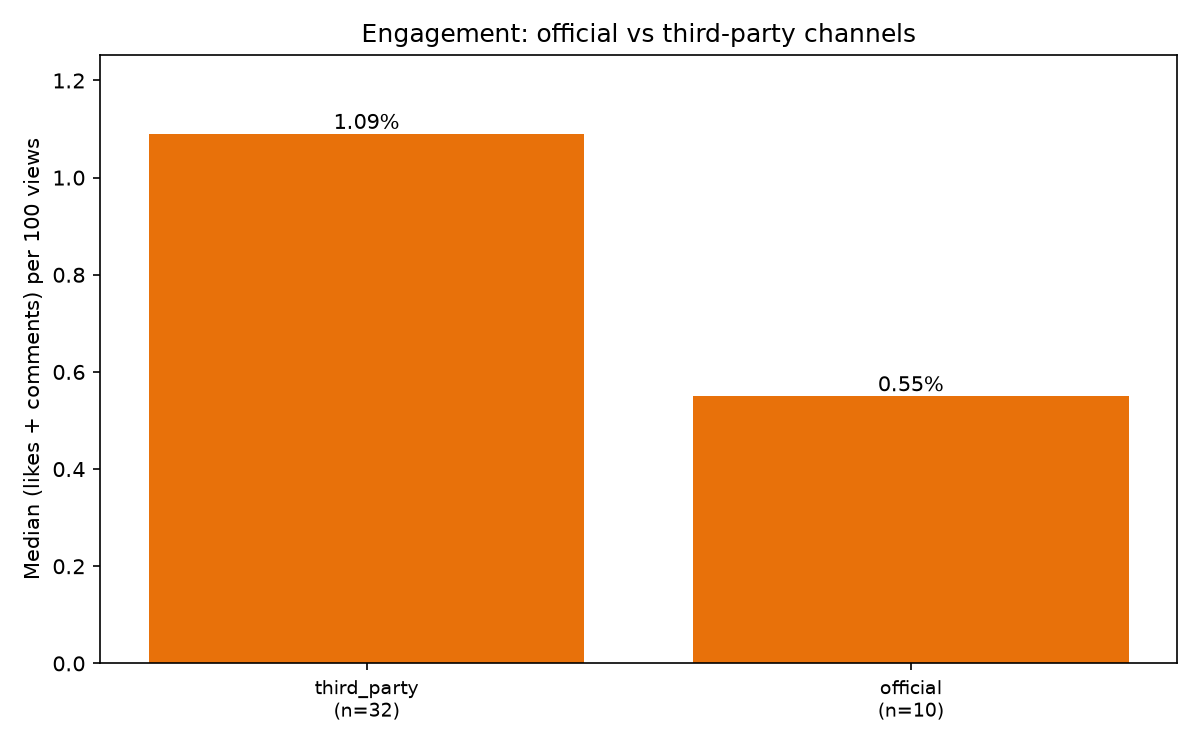 Engagement: official vs third-party channels
Median (likes + comments) per 100 views
1.2
1.0
0.8
0.6
0.4
0.2
0.0
1.09%
0.55%
third_party
(n=32)
official
(n=10)